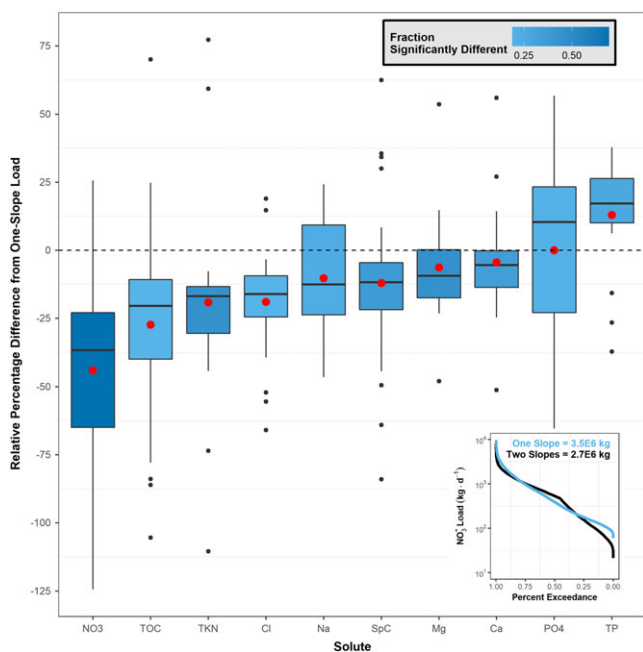 Fraction
Significantly Different
0.25 0.50
Relative Percentage Difference from One-Slope Load
75
50
25
0
-25
-50
-75
-100
-125
NO3 TOC TKN Cl Na SpC Mg Ca PO4 TP
Solute
One Slope = 3.5E6 kg
Two Slopes = 2.7E6 kg
NO₃⁻ Load (kg · d⁻¹)
10⁴
10³
10²
10¹
1.00 0.75 0.50 0.25 0.00
Percent Exceedance